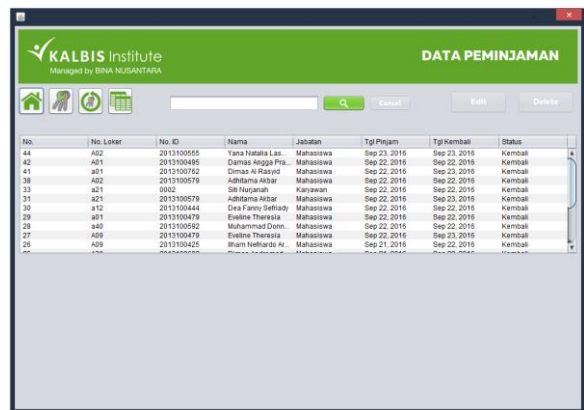 KALBIS Institute
Managed by BINA NUSANTARA
DATA PEMINJAMAN
Cancel Edit Delete
No. No. Loker No. ID Nama Jabatan Tgl Pinjam Tgl Kembali Status
44 A02 2013100555 Yana Natalia Las... Mahasiswa Sep 23, 2016 Sep 23, 2016 Kembali
42 A01 2013100495 Damas Angga Pra... Mahasiswa Sep 22, 2016 Sep 22, 2016 Kembali
41 a01 2013100762 Dimas Al Rasyid Mahasiswa Sep 22, 2016 Sep 23, 2016 Kembali
38 A02 2013100579 Adhitama Akbar Mahasiswa Sep 22, 2016 Sep 22, 2016 Kembali
33 a21 0002 Siti Nurjanah Karyawan Sep 22, 2016 Sep 22, 2016 Kembali
31 a21 2013100579 Adhitama Akbar Mahasiswa Sep 22, 2016 Sep 23, 2016 Kembali
30 a12 2013100444 Dea Fanny Sefriady Mahasiswa Sep 22, 2016 Sep 22, 2016 Kembali
29 a01 2013100479 Eveline Theresia Mahasiswa Sep 22, 2016 Sep 23, 2016 Kembali
28 a40 2013100592 Muhammad Donn... Mahasiswa Sep 22, 2016 Sep 22, 2016 Kembali
27 A09 2013100479 Eveline Theresia Mahasiswa Sep 22, 2016 Sep 22, 2016 Kembali
26 A09 2013100425 Ilham Nefriardo Ar... Mahasiswa Sep 21, 2016 Sep 22, 2016 Kembali